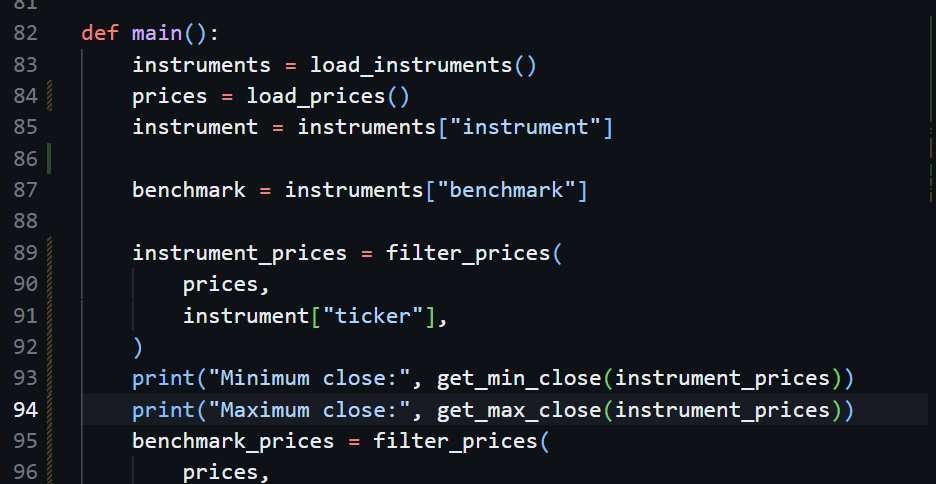 81
82 def main():
83     instruments = load_instruments()
84     prices = load_prices()
85     instrument = instruments["instrument"]
86
87     benchmark = instruments["benchmark"]
88
89     instrument_prices = filter_prices(
90         prices,
91         instrument["ticker"],
92     )
93     print("Minimum close:", get_min_close(instrument_prices))
94     print("Maximum close:", get_max_close(instrument_prices))
95     benchmark_prices = filter_prices(
96         prices,